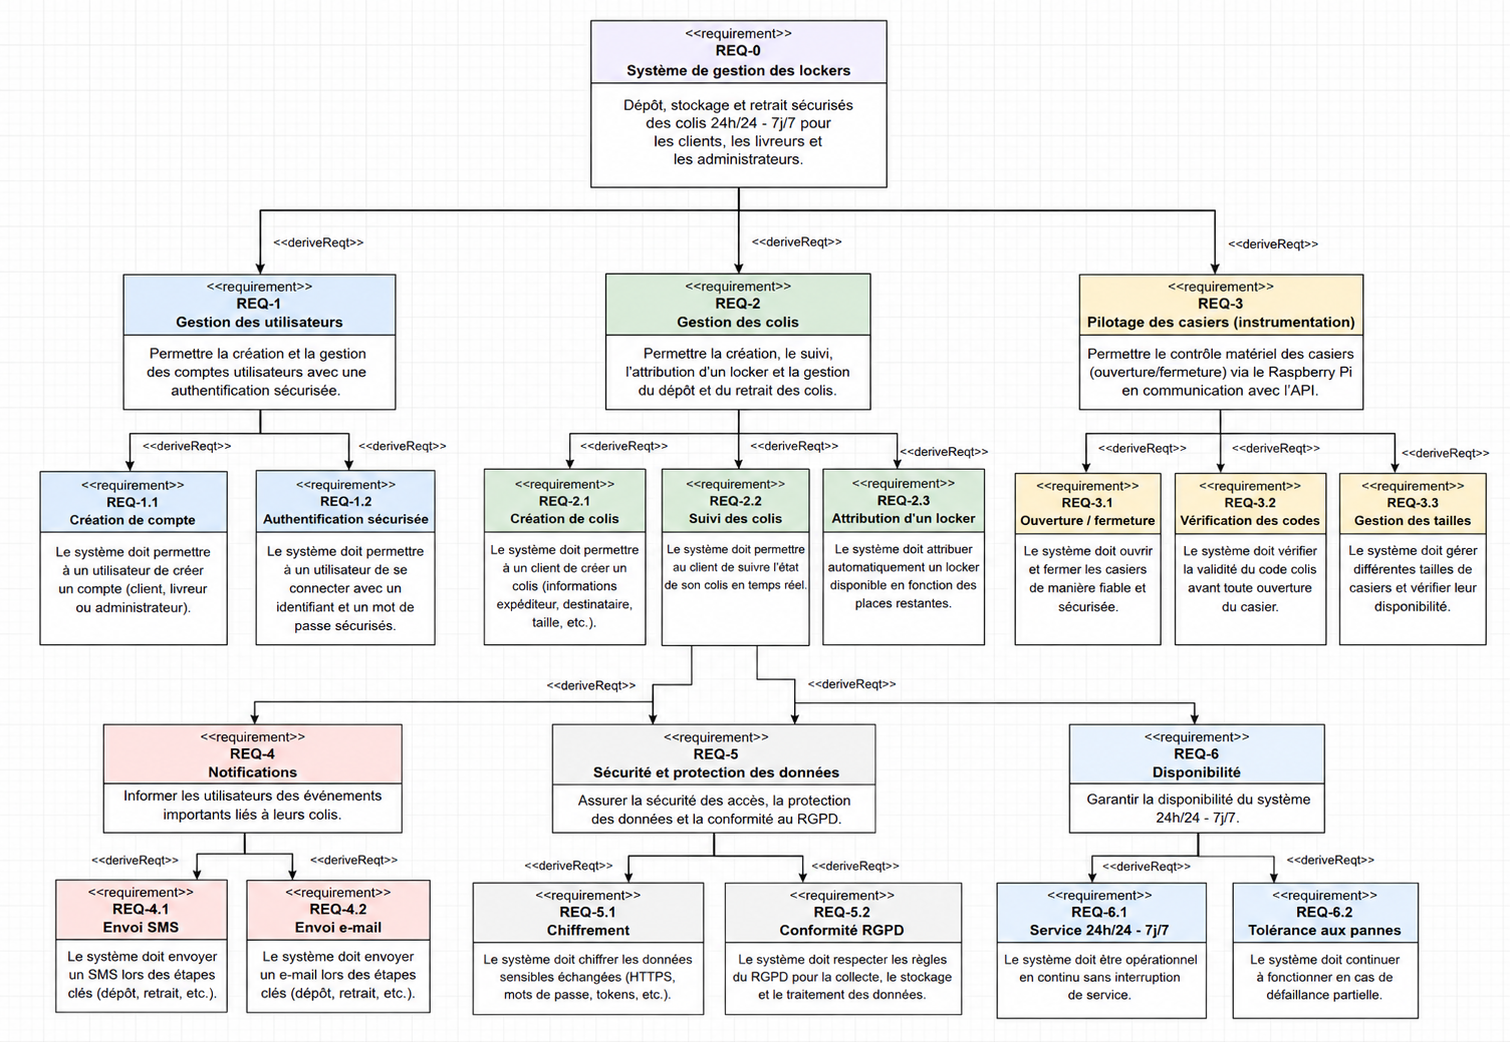 <<requirement>>
REQ-0
Système de gestion des lockers
Dépôt, stockage et retrait sécurisés
des colis 24h/24 - 7j/7 pour
les clients, les livreurs et
les administrateurs.
<<deriveReqt>>
<<deriveReqt>>
<<deriveReqt>>
<<requirement>>
REQ-1
Gestion des utilisateurs
Permettre la création et la gestion
des comptes utilisateurs avec une
authentification sécurisée.
<<requirement>>
REQ-2
Gestion des colis
Permettre la création, le suivi,
l'attribution d'un locker et la gestion
du dépôt et du retrait des colis.
<<requirement>>
REQ-3
Pilotage des casiers (instrumentation)
Permettre le contrôle matériel des casiers
(ouverture/fermeture) via le Raspberry Pi
en communication avec l'API.
<<deriveReqt>>
<<deriveReqt>>
<<deriveReqt>>
<<deriveReqt>>
<<deriveReqt>>
<<deriveReqt>>
<<deriveReqt>>
<<deriveReqt>>
<<requirement>>
REQ-1.1
Création de compte
Le système doit permettre
à un utilisateur de créer
un compte (client, livreur
ou administrateur).
<<requirement>>
REQ-1.2
Authentification sécurisée
Le système doit permettre
à un utilisateur de se
connecter avec un
identifiant et un mot de
passe sécurisés.
<<requirement>>
REQ-2.1
Création de colis
Le système doit permettre
à un client de créer un
colis (informations
expéditeur, destinataire,
taille, etc.).
<<requirement>>
REQ-2.2
Suivi des colis
Le système doit permettre
au client de suivre l'état
de son colis en temps réel.
<<requirement>>
REQ-2.3
Attribution d'un locker
Le système doit attribuer
automatiquement un locker
disponible en fonction des
places restantes.
<<requirement>>
REQ-3.1
Ouverture / fermeture
Le système doit ouvrir
et fermer les casiers
de manière fiable et
sécurisée.
<<requirement>>
REQ-3.2
Vérification des codes
Le système doit vérifier
la validité du code colis
avant toute ouverture
du casier.
<<requirement>>
REQ-3.3
Gestion des tailles
Le système doit gérer
différentes tailles de
casiers et vérifier leur
disponibilité.
<<deriveReqt>>
<<deriveReqt>>
<<requirement>>
REQ-4
Notifications
Informer les utilisateurs des événements
importants liés à leurs colis.
<<requirement>>
REQ-5
Sécurité et protection des données
Assurer la sécurité des accès, la protection
des données et la conformité au RGPD.
<<requirement>>
REQ-6
Disponibilité
Garantir la disponibilité du système
24h/24 - 7j/7.
<<deriveReqt>>
<<deriveReqt>>
<<deriveReqt>>
<<deriveReqt>>
<<deriveReqt>>
<<deriveReqt>>
<<requirement>>
REQ-4.1
Envoi SMS
Le système doit envoyer
un SMS lors des étapes
clés (dépôt, retrait, etc.).
<<requirement>>
REQ-4.2
Envoi e-mail
Le système doit envoyer
un e-mail lors des étapes
clés (dépôt, retrait, etc.).
<<requirement>>
REQ-5.1
Chiffrement
Le système doit chiffrer les données
sensibles échangées (HTTPS,
mots de passe, tokens, etc.).
<<requirement>>
REQ-5.2
Conformité RGPD
Le système doit respecter les règles
du RGPD pour la collecte, le stockage
et le traitement des données.
<<requirement>>
REQ-6.1
Service 24h/24 - 7j/7
Le système doit être opérationnel
en continu sans interruption
de service.
<<requirement>>
REQ-6.2
Tolérance aux pannes
Le système doit continuer
à fonctionner en cas de
défaillance partielle.